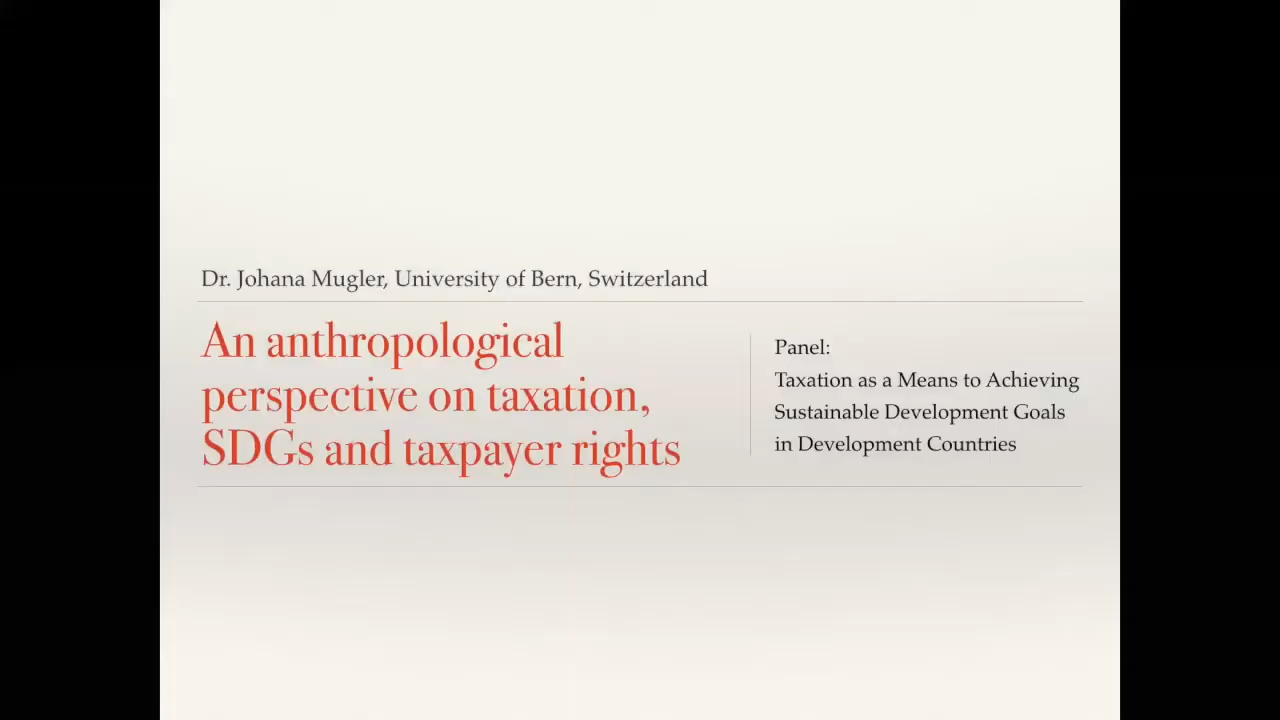 Dr. Johana Mugler, University of Bern, Switzerland
An anthropological
perspective on taxation,
SDGs and taxpayer rights
Panel:
Taxation as a Means to Achieving
Sustainable Development Goals
in Development Countries